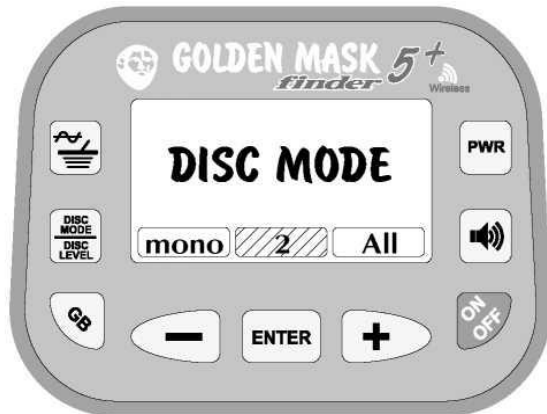 GOLDEN MASK 5+
finder
Wireless
DISC MODE
mono 2 All
PWR
DISC
MODE
DISC
LEVEL
GB
− ENTER +
ON
OFF